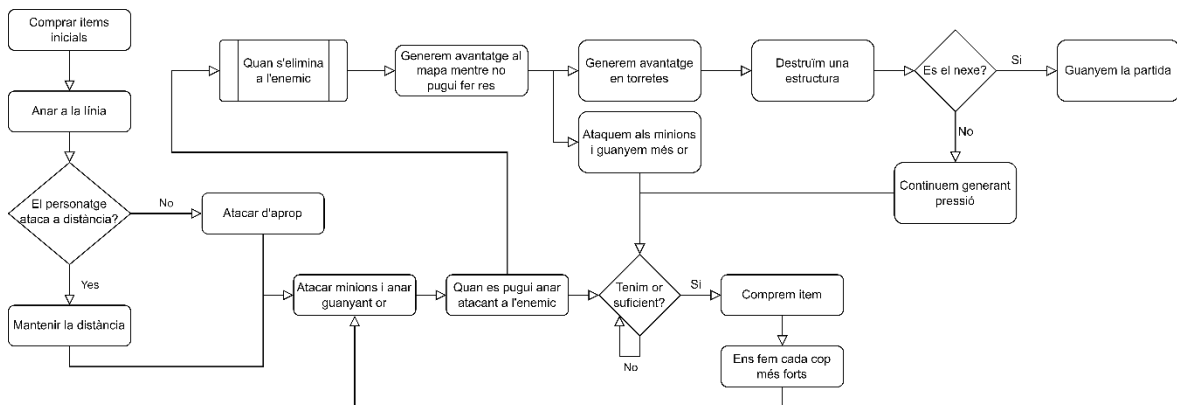 Comprar items
inicials
Anar a la línia
El personatge
ataca a distància?
No
Yes
Atacar d'aprop
Mantenir la distància
Quan s'elimina
a l'enemic
Generem avantatge al
mapa mentre no
pugui fer res
Generem avantatge
en torretes
Destruïm una
estructura
Es el nexe?
Si
Guanyem la partida
No
Continuem generant
pressió
Ataquem als minions
i guanyem més or
Atacar minions i anar
guanyant or
Quan es pugui anar
atacant a l'enemic
Tenim or
suficient?
Si
No
Comprem item
Ens fem cada cop
més forts